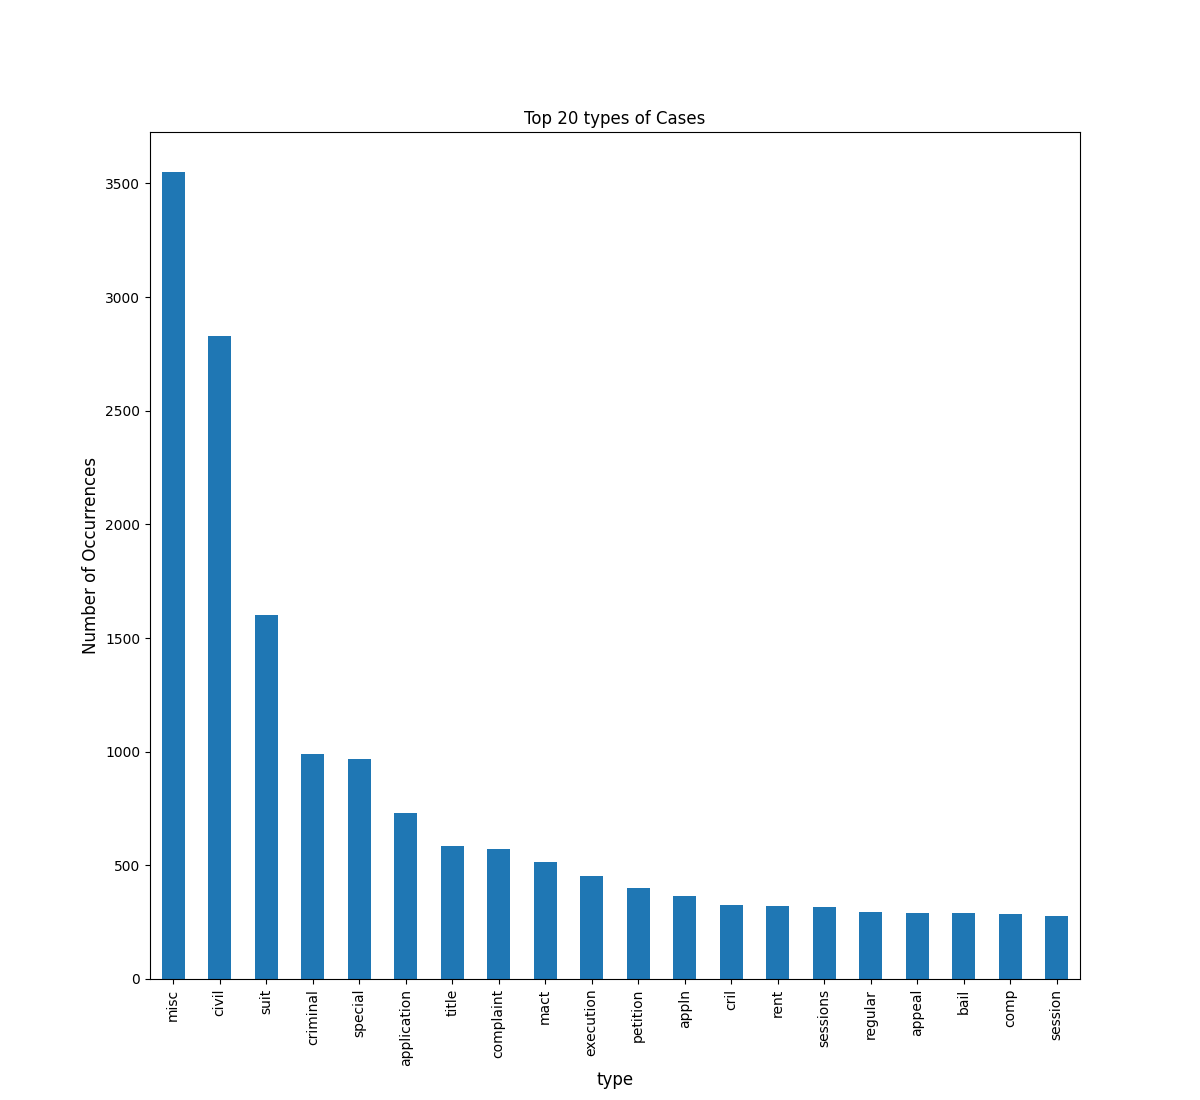 Top 20 types of Cases
3500
3000
2500
2000
1500
1000
500
0
Number of Occurrences
misc
civil
suit
criminal
special
application
title
complaint
mact
execution
petition
appln
cril
rent
sessions
regular
appeal
bail
comp
session
type